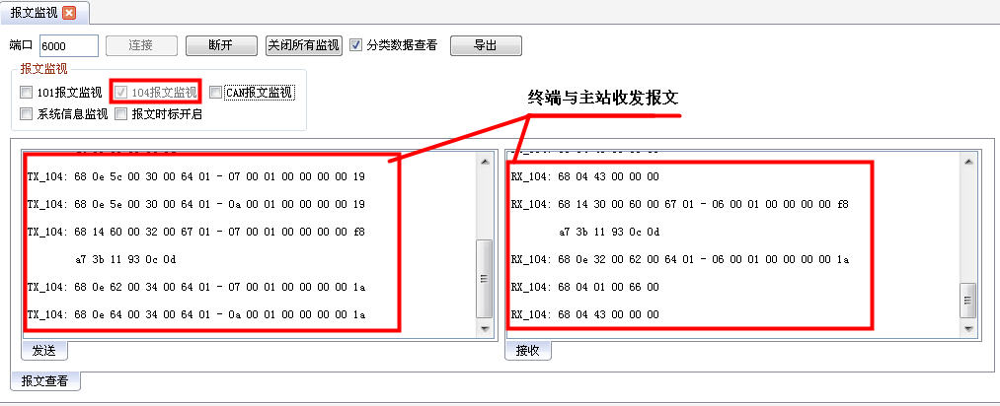 报文监视
端口 6000 连接 断开 关闭所有监视 分类数据查看 导出
报文监视
101报文监视 104报文监视 CAN报文监视
系统信息监视 报文时标开启
终端与主站收发报文
TX_104: 68 0e 5c 00 30 00 64 01 - 07 00 01 00 00 00 00 19
TX_104: 68 0e 5e 00 30 00 64 01 - 0a 00 01 00 00 00 00 19
TX_104: 68 14 60 00 32 00 67 01 - 07 00 01 00 00 00 00 f8
a7 3b 11 93 0c 0d
TX_104: 68 0e 62 00 34 00 64 01 - 07 00 01 00 00 00 00 1a
TX_104: 68 0e 64 00 34 00 64 01 - 0a 00 01 00 00 00 00 1a
发送
RX_104: 68 04 43 00 00 00
RX_104: 68 14 30 00 60 00 67 01 - 06 00 01 00 00 00 00 f8
a7 3b 11 93 0c 0d
RX_104: 68 0e 32 00 62 00 64 01 - 06 00 01 00 00 00 00 1a
RX_104: 68 04 01 00 66 00
RX_104: 68 04 43 00 00 00
接收
报文查看